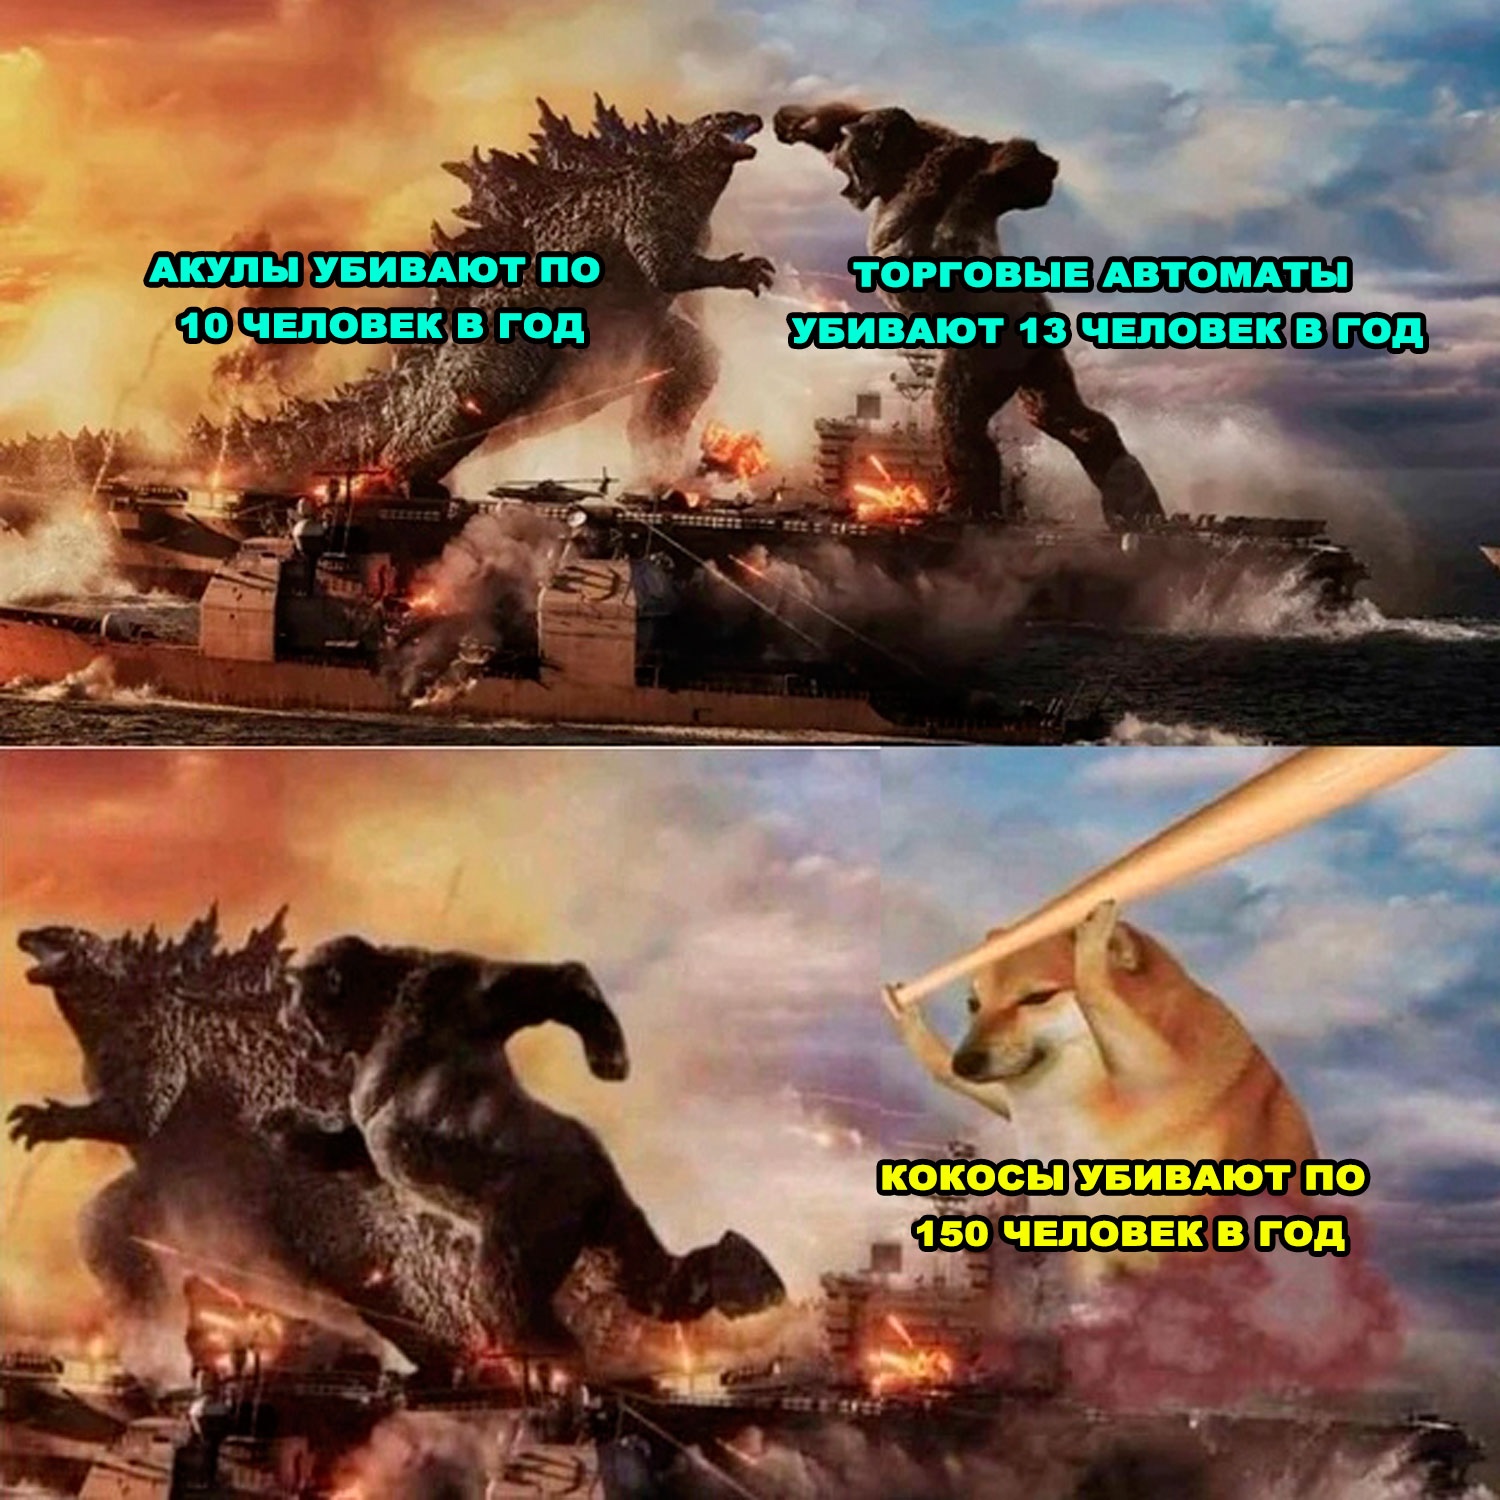 АКУЛЫ УБИВАЮТ ПО
10 ЧЕЛОВЕК В ГОД
ТОРГОВЫЕ АВТОМАТЫ
УБИВАЮТ 13 ЧЕЛОВЕК В ГОД
КОКОСЫ УБИВАЮТ ПО
150 ЧЕЛОВЕК В ГОД